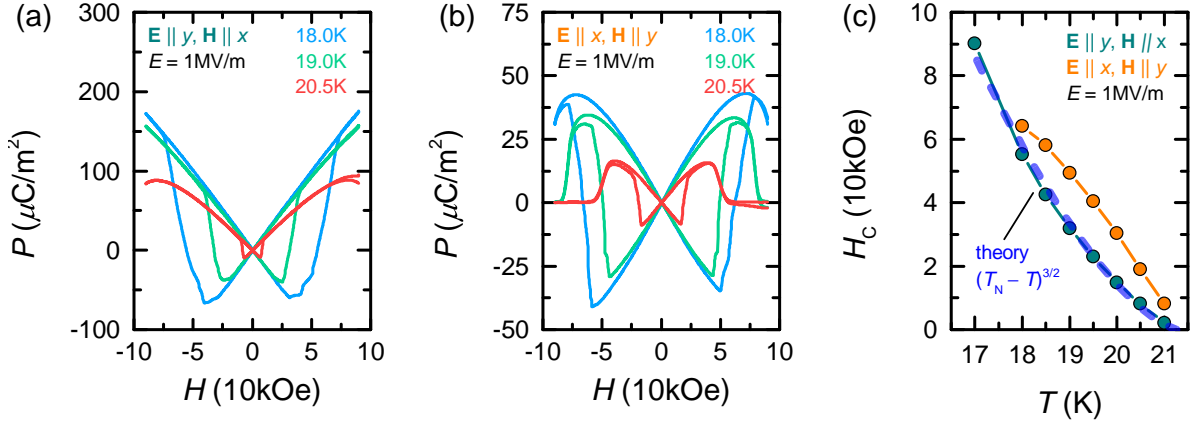 (a)
300
200
100
0
-100
P (μC/m²)
E || y, H || x
E = 1MV/m
18.0K
19.0K
20.5K
-10 -5 0 5 10
H (10kOe)
(b)
75
50
25
0
-25
50
P (μC/m²)
E || x, H || y
E = 1MV/m
18.0K
19.0K
20.5K
-10 -5 0 5 10
H (10kOe)
(c)
10
8
6
4
2
0
H_C (10kOe)
E || y, H // x
E || x, H || y
E = 1MV/m
theory
(T_N − T)^{3/2}
17 18 19 20 21
T (K)